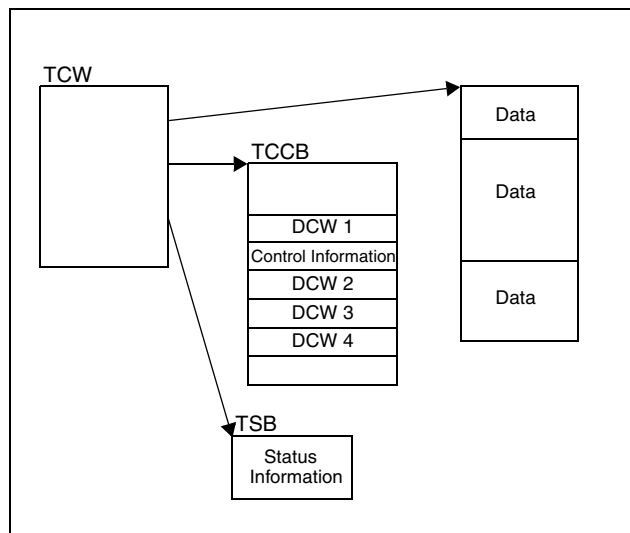 TCW
Data
TCCB
Data
DCW 1
Control Information
DCW 2
DCW 3
Data
DCW 4
TSB
Status
Information